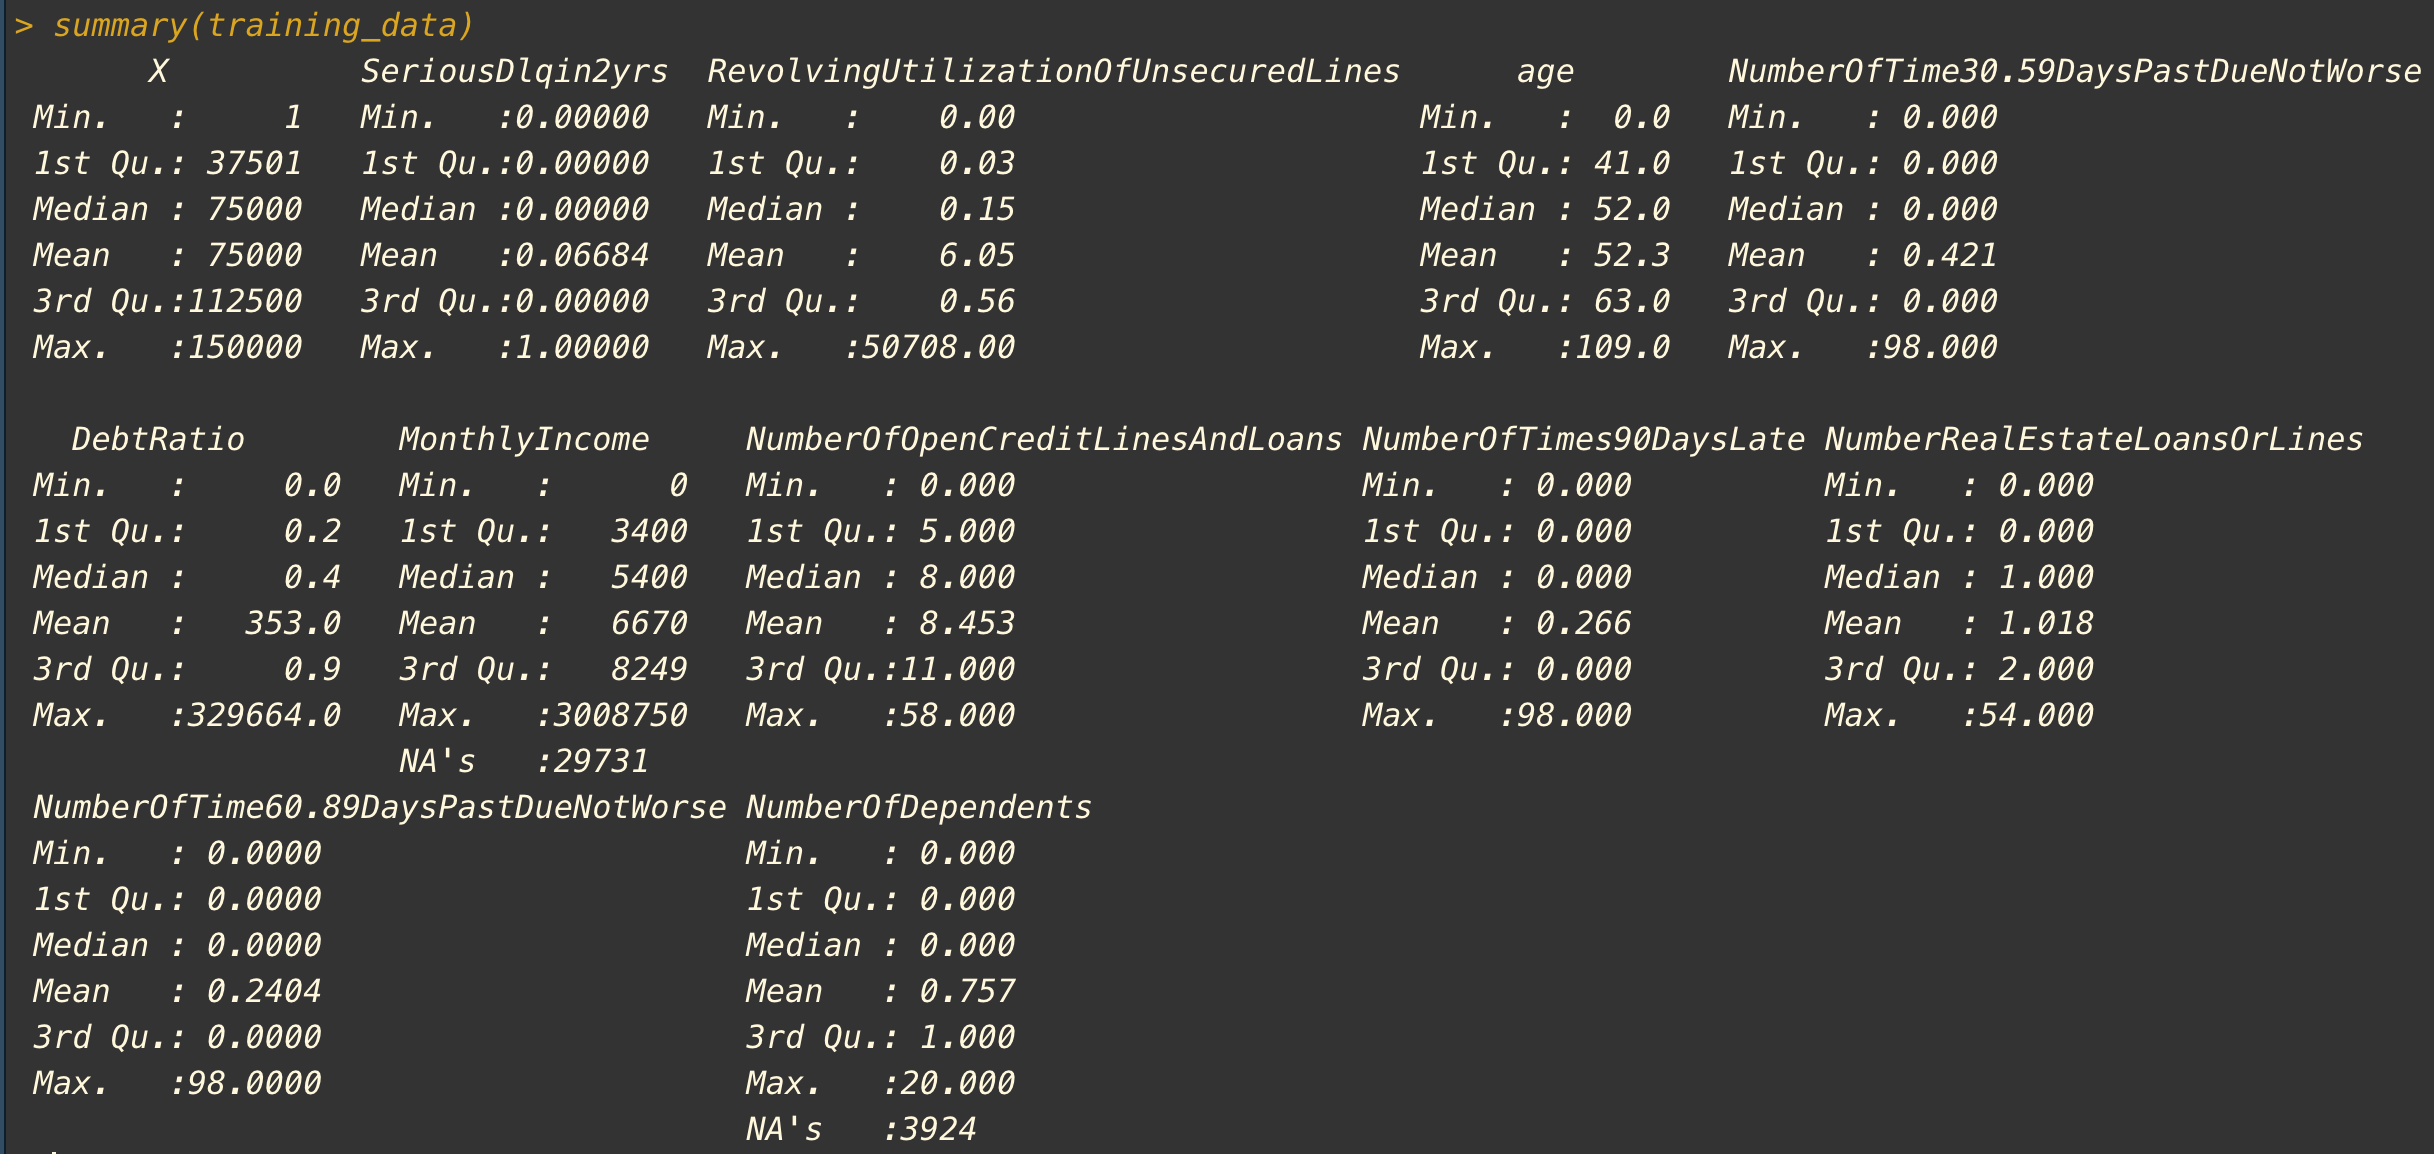 > summary(training_data)
       X          SeriousDlqin2yrs  RevolvingUtilizationOfUnsecuredLines      age        NumberOfTime30.59DaysPastDueNotWorse
 Min.   :     1   Min.   :0.00000   Min.   :    0.00                     Min.   :  0.0   Min.   : 0.000
 1st Qu.: 37501   1st Qu.:0.00000   1st Qu.:    0.03                     1st Qu.: 41.0   1st Qu.: 0.000
 Median : 75000   Median :0.00000   Median :    0.15                     Median : 52.0   Median : 0.000
 Mean   : 75000   Mean   :0.06684   Mean   :    6.05                     Mean   : 52.3   Mean   : 0.421
 3rd Qu.:112500   3rd Qu.:0.00000   3rd Qu.:    0.56                     3rd Qu.: 63.0   3rd Qu.: 0.000
 Max.   :150000   Max.   :1.00000   Max.   :50708.00                     Max.   :109.0   Max.   :98.000
   DebtRatio        MonthlyIncome     NumberOfOpenCreditLinesAndLoans NumberOfTimes90DaysLate NumberRealEstateLoansOrLines
 Min.   :     0.0   Min.   :      0   Min.   : 0.000                  Min.   : 0.000          Min.   : 0.000
 1st Qu.:     0.2   1st Qu.:   3400   1st Qu.: 5.000                  1st Qu.: 0.000          1st Qu.: 0.000
 Median :     0.4   Median :   5400   Median : 8.000                  Median : 0.000          Median : 1.000
 Mean   :   353.0   Mean   :   6670   Mean   : 8.453                  Mean   : 0.266          Mean   : 1.018
 3rd Qu.:     0.9   3rd Qu.:   8249   3rd Qu.:11.000                  3rd Qu.: 0.000          3rd Qu.: 2.000
 Max.   :329664.0   Max.   :3008750   Max.   :58.000                  Max.   :98.000          Max.   :54.000
                    NA's   :29731
 NumberOfTime60.89DaysPastDueNotWorse NumberOfDependents
 Min.   : 0.0000                      Min.   : 0.000
 1st Qu.: 0.0000                      1st Qu.: 0.000
 Median : 0.0000                      Median : 0.000
 Mean   : 0.2404                      Mean   : 0.757
 3rd Qu.: 0.0000                      3rd Qu.: 1.000
 Max.   :98.0000                      Max.   :20.000
                                      NA's   :3924